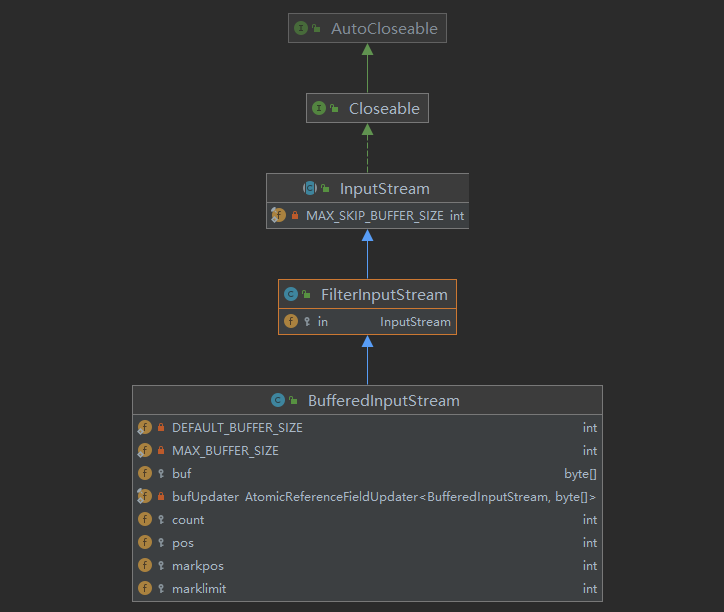 AutoCloseable
Closeable
InputStream
MAX_SKIP_BUFFER_SIZE int
FilterInputStream
in InputStream
BufferedInputStream
DEFAULT_BUFFER_SIZE int
MAX_BUFFER_SIZE int
buf byte[]
bufUpdater AtomicReferenceFieldUpdater<BufferedInputStream, byte[]>
count int
pos int
markpos int
marklimit int